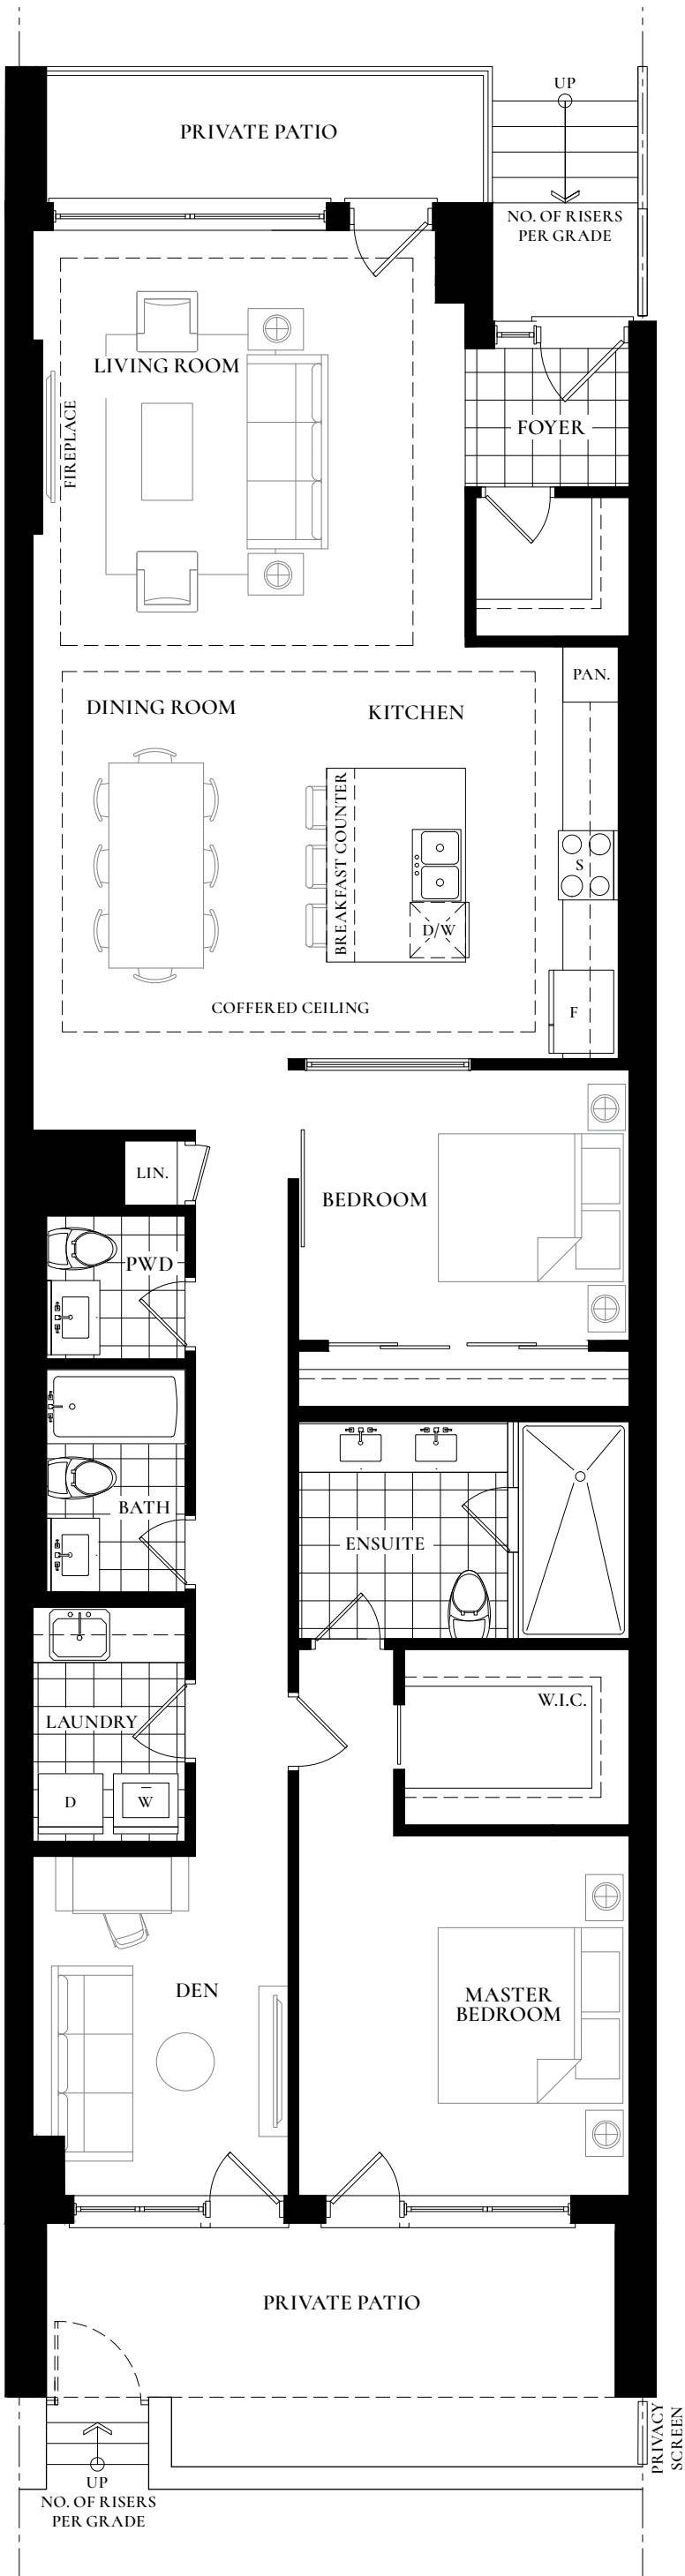 UP
PRIVATE PATIO
NO. OF RISERS
PER GRADE
LIVING ROOM
FIREPLACE
FOYER
PAN.
DINING ROOM
KITCHEN
BREAKFAST COUNTER
S
D/W
COFFERED CEILING
F
LIN.
BEDROOM
PWD
BATH
ENSUITE
W.I.C.
LAUNDRY
D
W
DEN
MASTER
BEDROOM
PRIVATE PATIO
PRIVACY
SCREEN
UP
NO. OF RISERS
PER GRADE